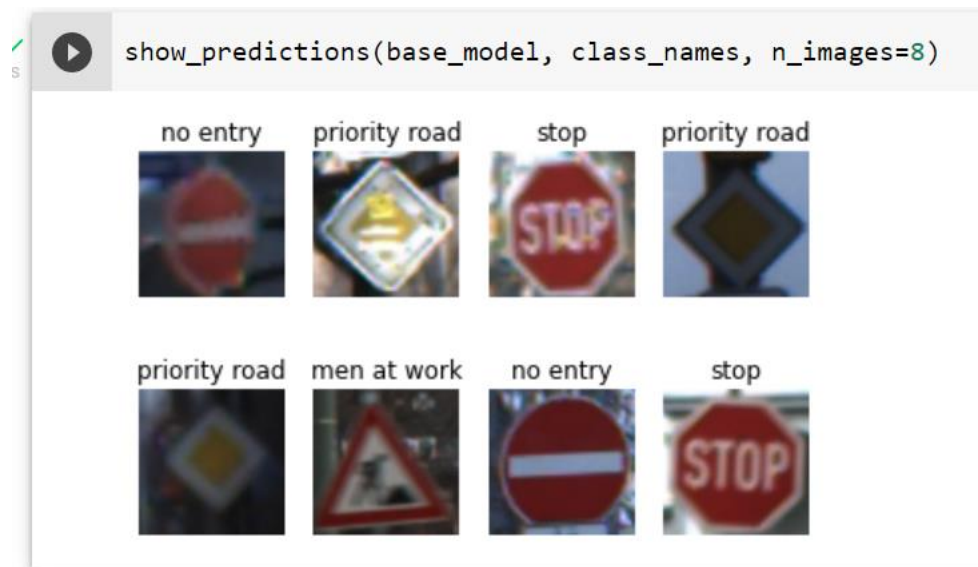 s
show_predictions(base_model, class_names, n_images=8)
no entry priority road stop priority road
STOP
priority road men at work no entry stop
STOP